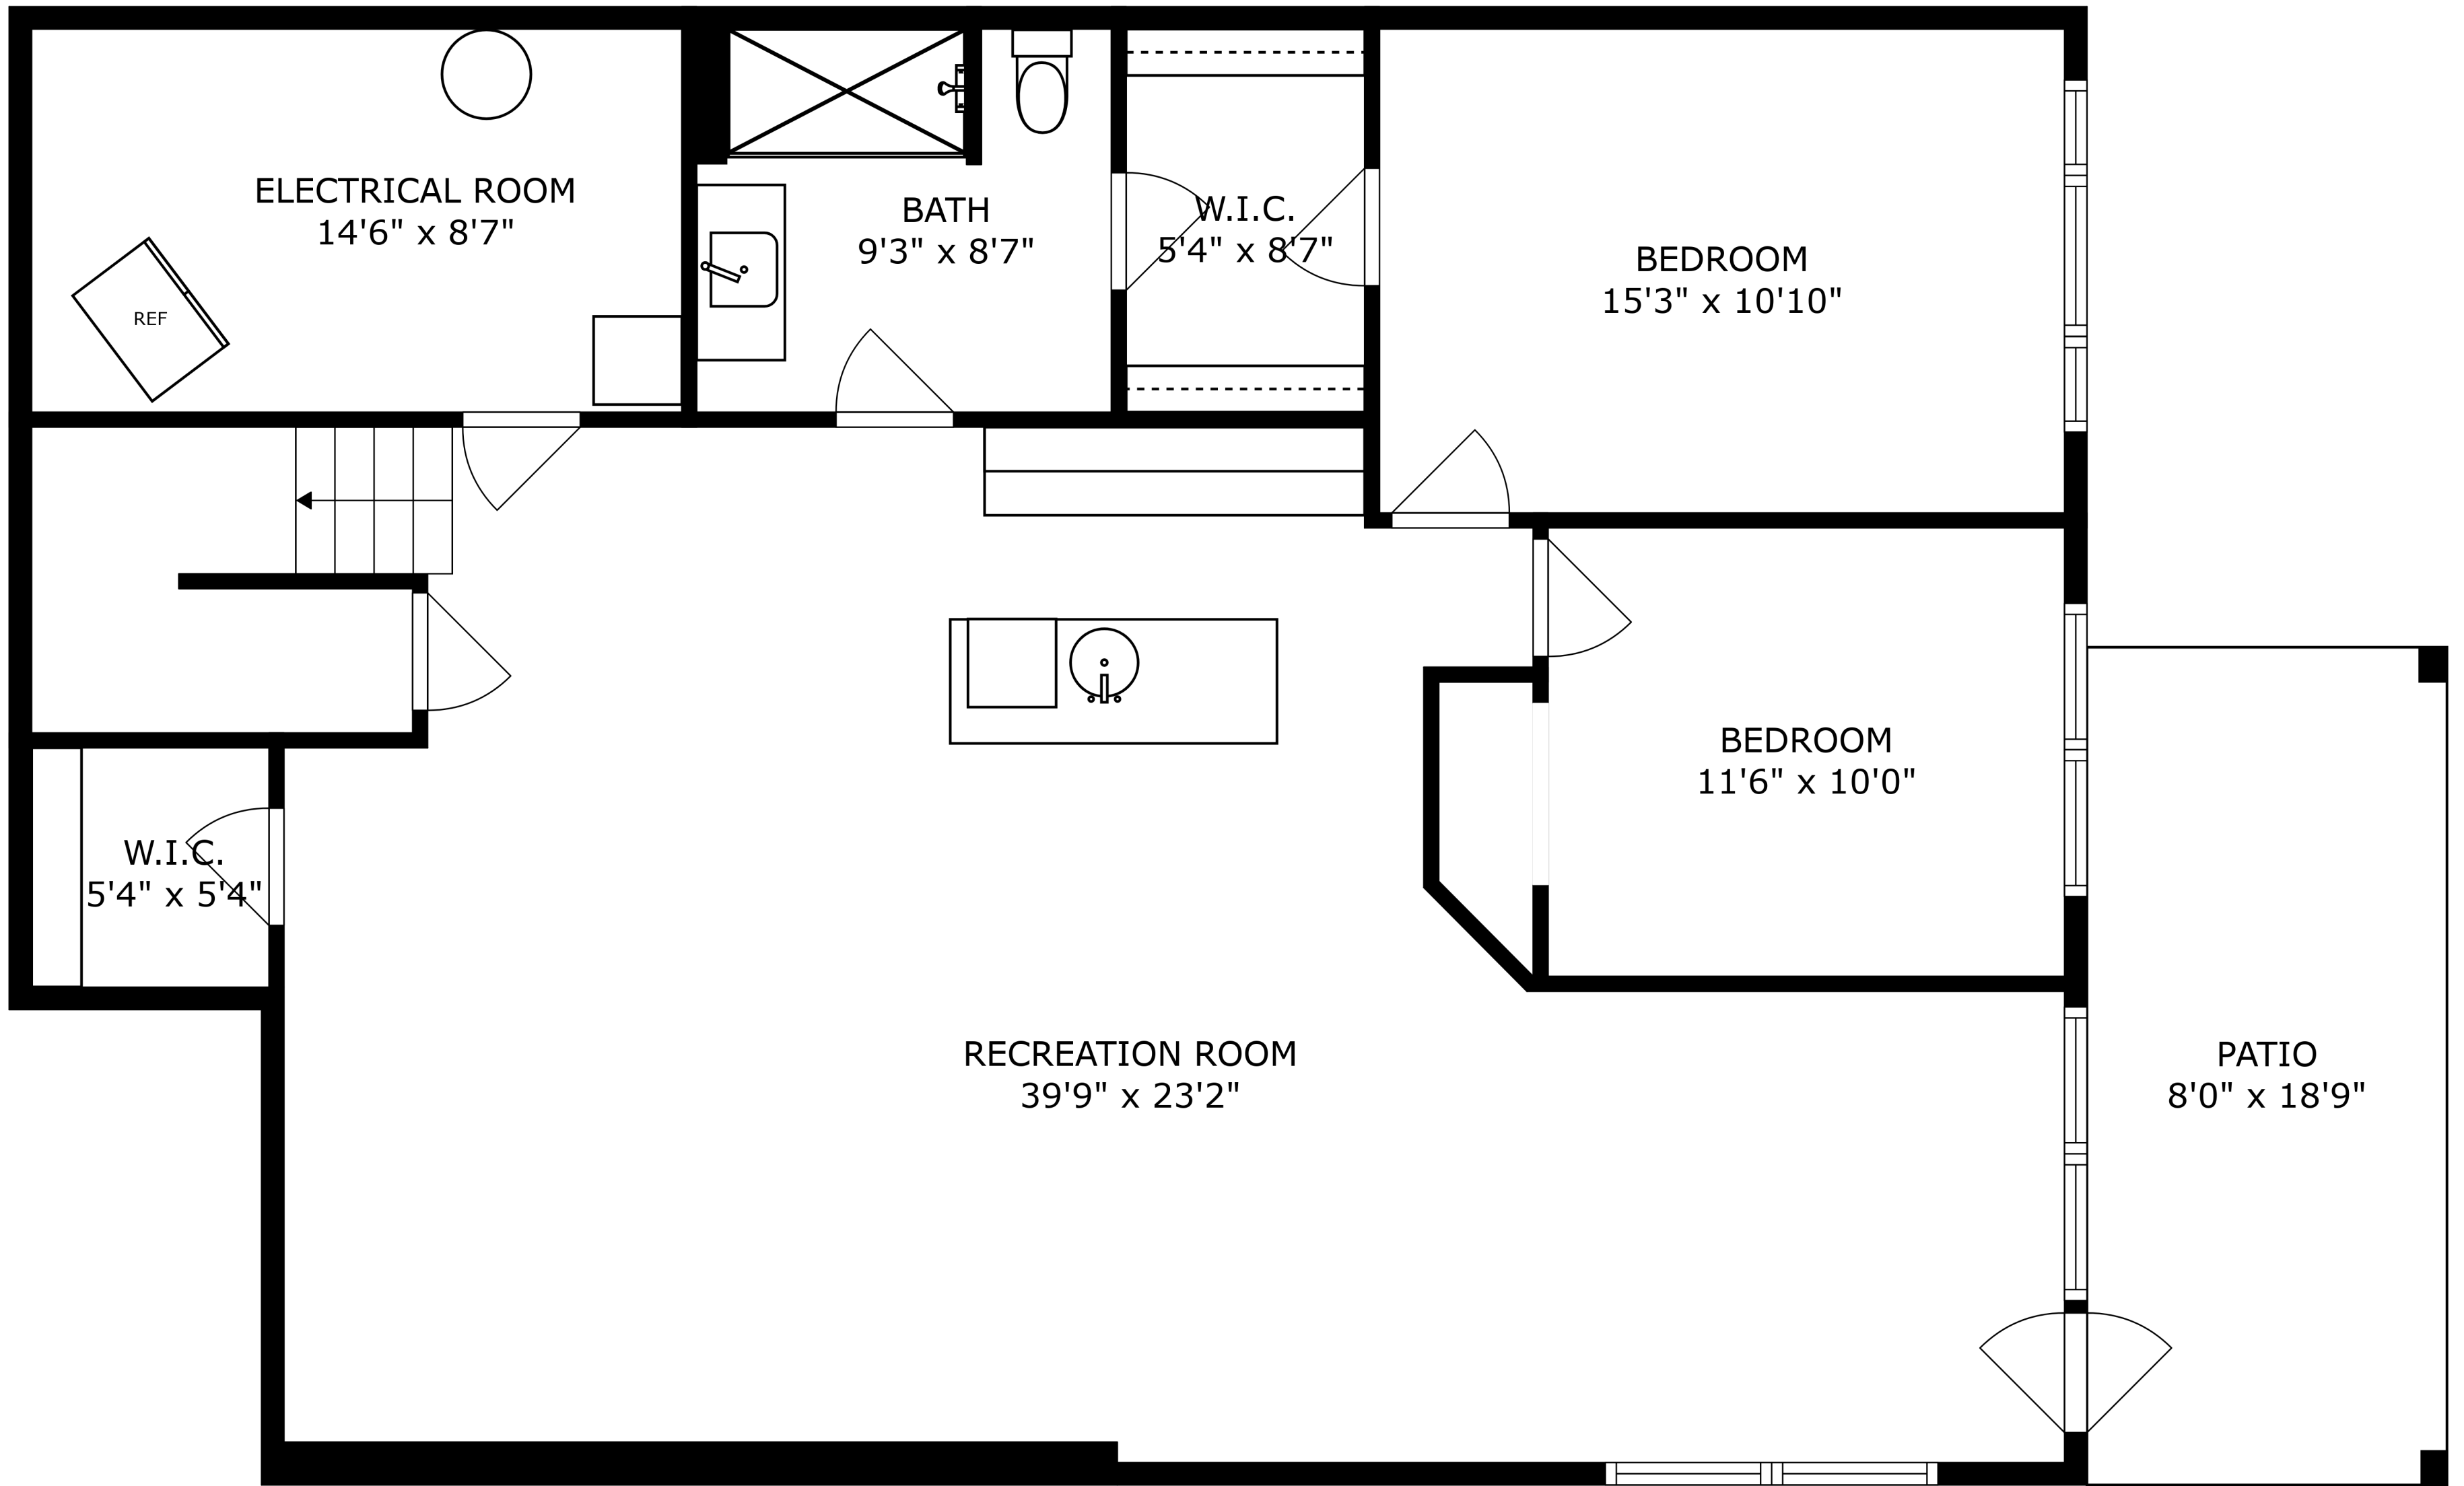 ELECTRICAL ROOM
14'6" x 8'7"
REF
BATH
9'3" x 8'7"
W.I.C.
5'4" x 8'7"
BEDROOM
15'3" x 10'10"
BEDROOM
11'6" x 10'0"
W.I.C.
5'4" x 5'4"
RECREATION ROOM
39'9" x 23'2"
PATIO
8'0" x 18'9"